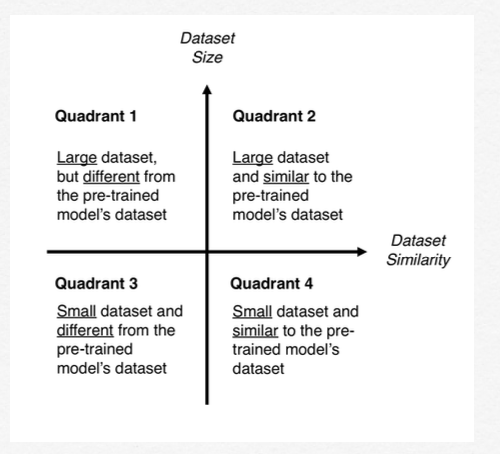 Dataset
Size
Quadrant 1
Large dataset,
but different from
the pre-trained
model's dataset
Quadrant 2
Large dataset
and similar to the
pre-trained
model's dataset
Dataset
Similarity
Quadrant 3
Small dataset and
different from the
pre-trained
model's dataset
Quadrant 4
Small dataset and
similar to the pre-
trained model's
dataset